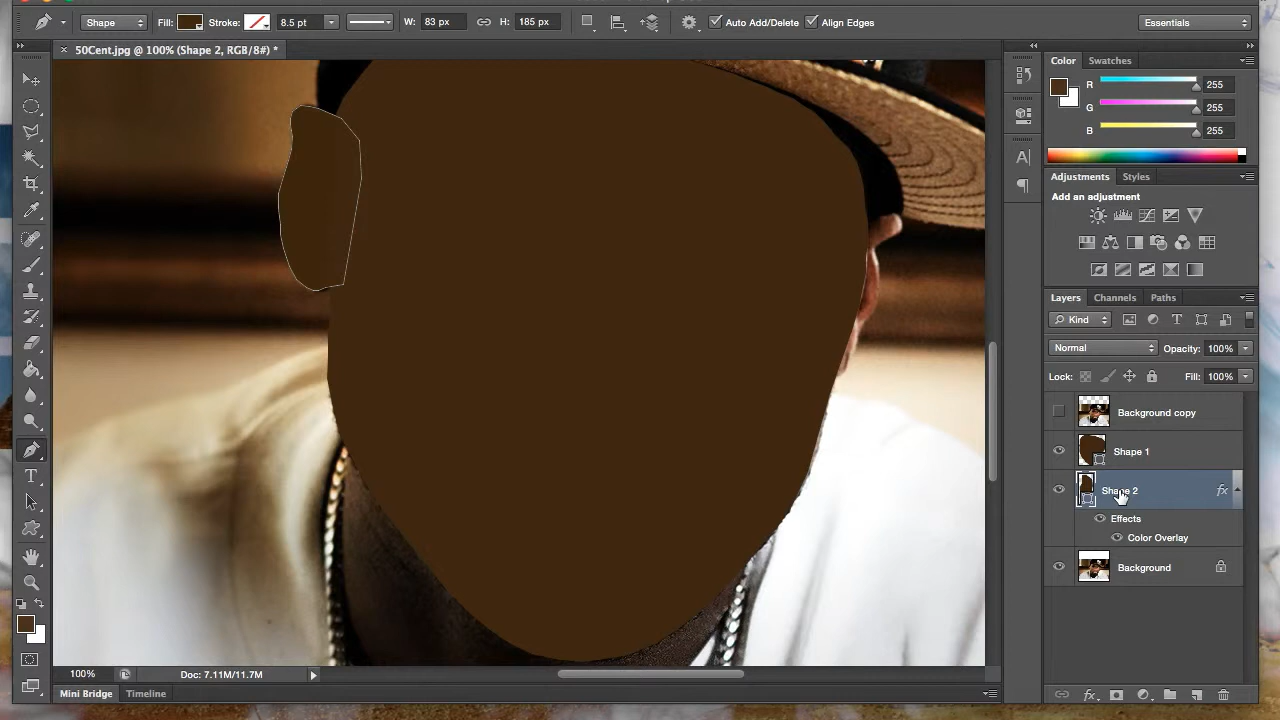 Shape Fill: Stroke: 8.5 pt W: 83 px H: 185 px Auto Add/Delete Align Edges Essentials
× 50Cent.jpg @ 100% (Shape 2, RGB/8#) *
Color Swatches
R 255
G 255
B 255
Adjustments Styles
Add an adjustment
Layers Channels Paths
Kind
Normal Opacity: 100%
Lock: Fill: 100%
Background copy
Shape 1
Shape 2 fx
Effects
Color Overlay
Background
100% Doc: 7.11M/11.7M
Mini Bridge Timeline
fx